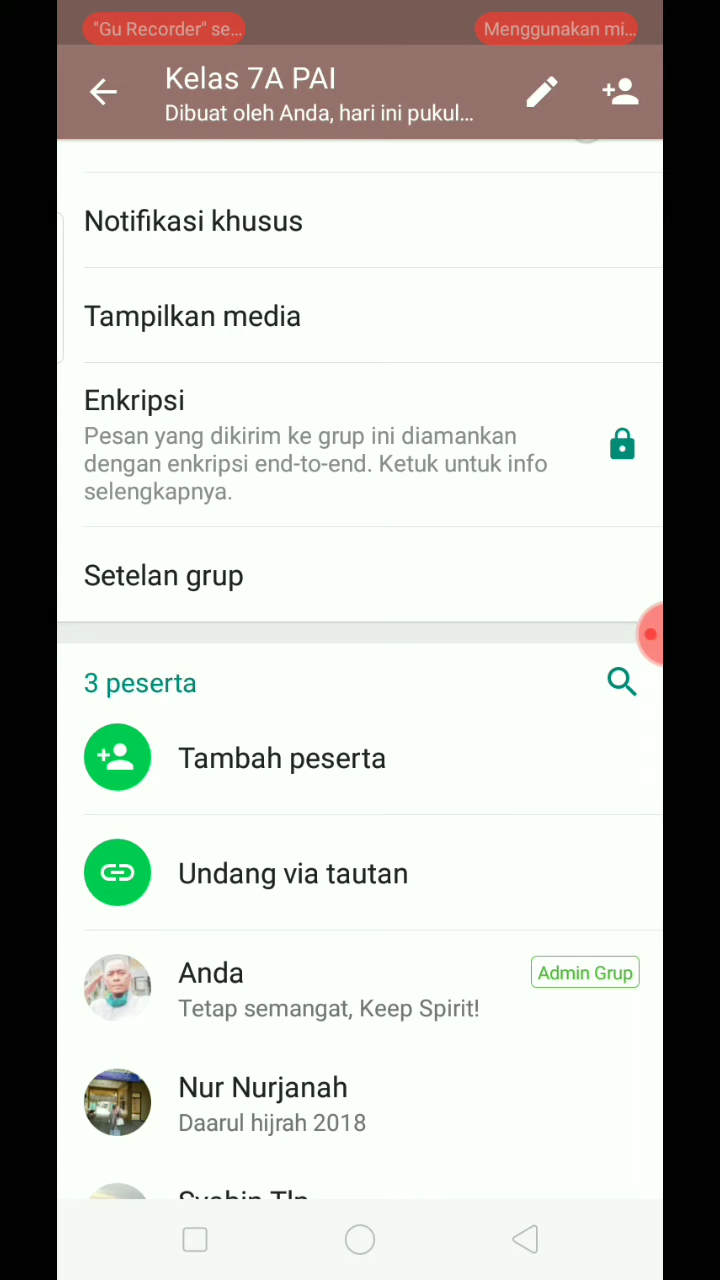 "Gu Recorder" se...
Menggunakan mi...
Kelas 7A PAI
Dibuat oleh Anda, hari ini pukul...
Notifikasi khusus
Tampilkan media
Enkripsi
Pesan yang dikirim ke grup ini diamankan
dengan enkripsi end-to-end. Ketuk untuk info
selengkapnya.
Setelan grup
3 peserta
Tambah peserta
Undang via tautan
Anda
Admin Grup
Tetap semangat, Keep Spirit!
Nur Nurjanah
Daarul hijrah 2018